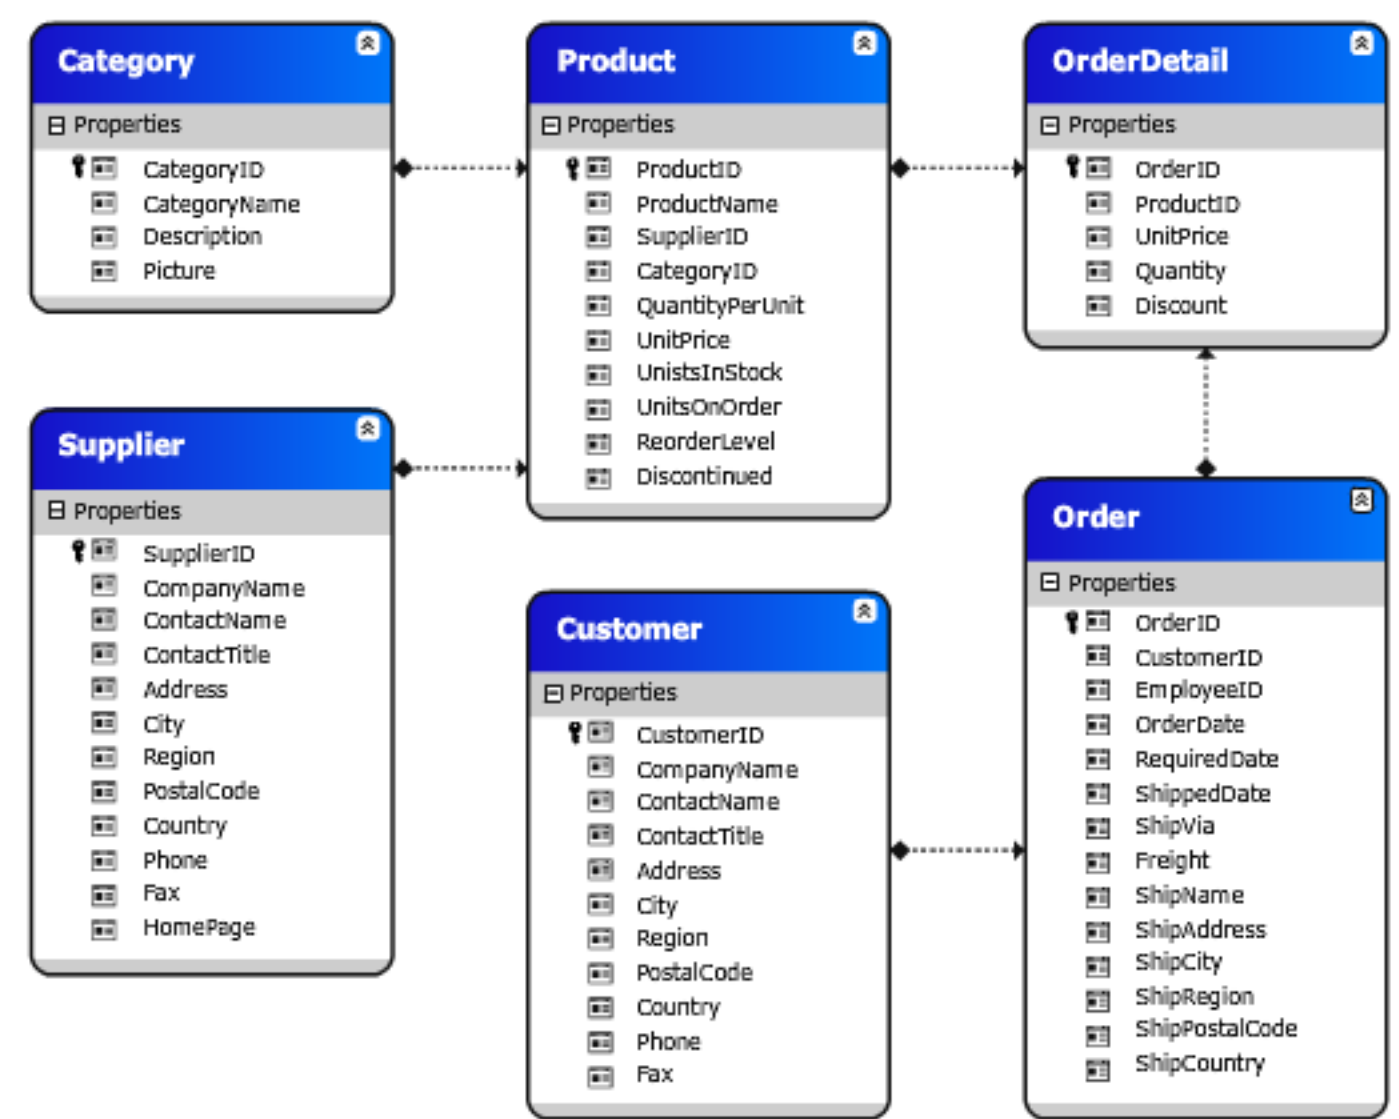 Category
Properties
CategoryID
CategoryName
Description
Picture
Product
Properties
ProductID
ProductName
SupplierID
CategoryID
QuantityPerUnit
UnitPrice
UnistsInStock
UnitsOnOrder
ReorderLevel
Discontinued
OrderDetail
Properties
OrderID
ProductID
UnitPrice
Quantity
Discount
Supplier
Properties
SupplierID
CompanyName
ContactName
ContactTitle
Address
City
Region
PostalCode
Country
Phone
Fax
HomePage
Customer
Properties
CustomerID
CompanyName
ContactName
ContactTitle
Address
City
Region
PostalCode
Country
Phone
Fax
Order
Properties
OrderID
CustomerID
EmployeeID
OrderDate
RequiredDate
ShippedDate
ShipVia
Freight
ShipName
ShipAddress
ShipCity
ShipRegion
ShipPostalCode
ShipCountry